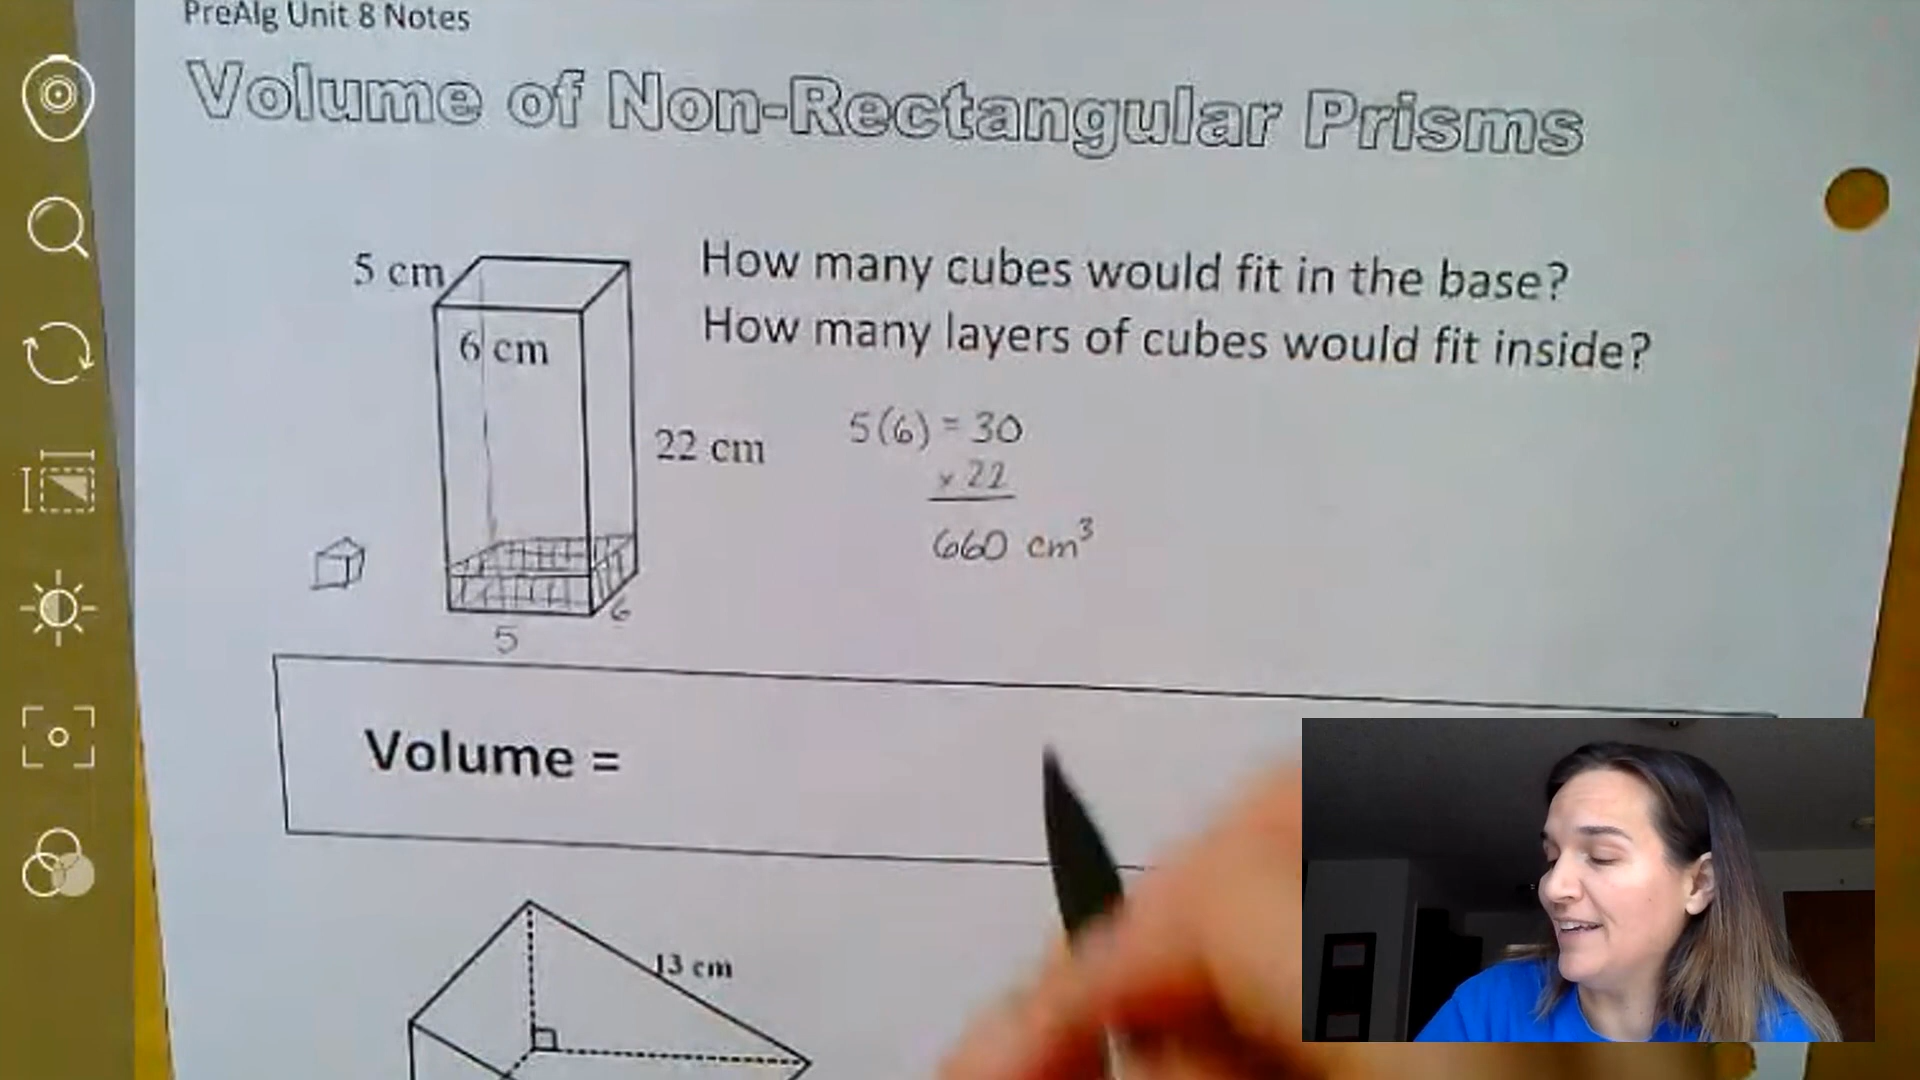 PreAlg Unit 8 Notes
Volume of Non-Rectangular Prisms
5 cm
6 cm
22 cm
5
6
How many cubes would fit in the base?
How many layers of cubes would fit inside?
5(6) = 30
x 22
660 cm³
Volume =
13 cm